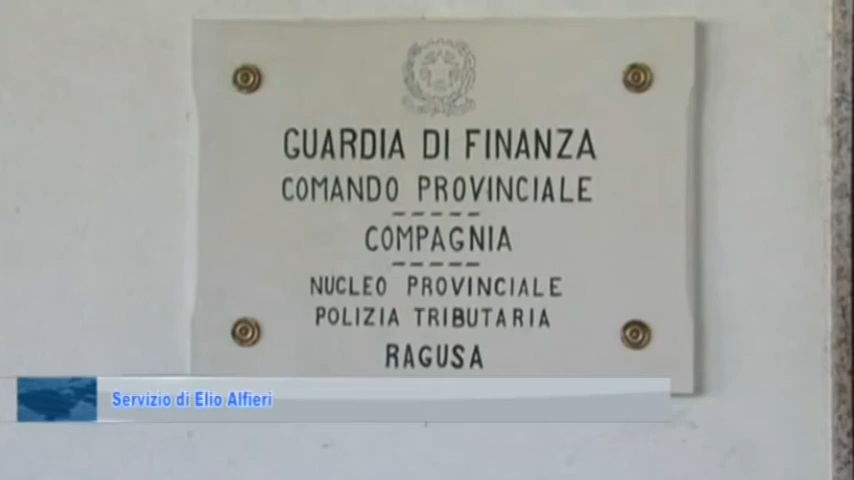 GUARDIA DI FINANZA
COMANDO PROVINCIALE
COMPAGNIA
NUCLEO PROVINCIALE
POLIZIA TRIBUTARIA
RAGUSA
Servizio di Elio Alfieri